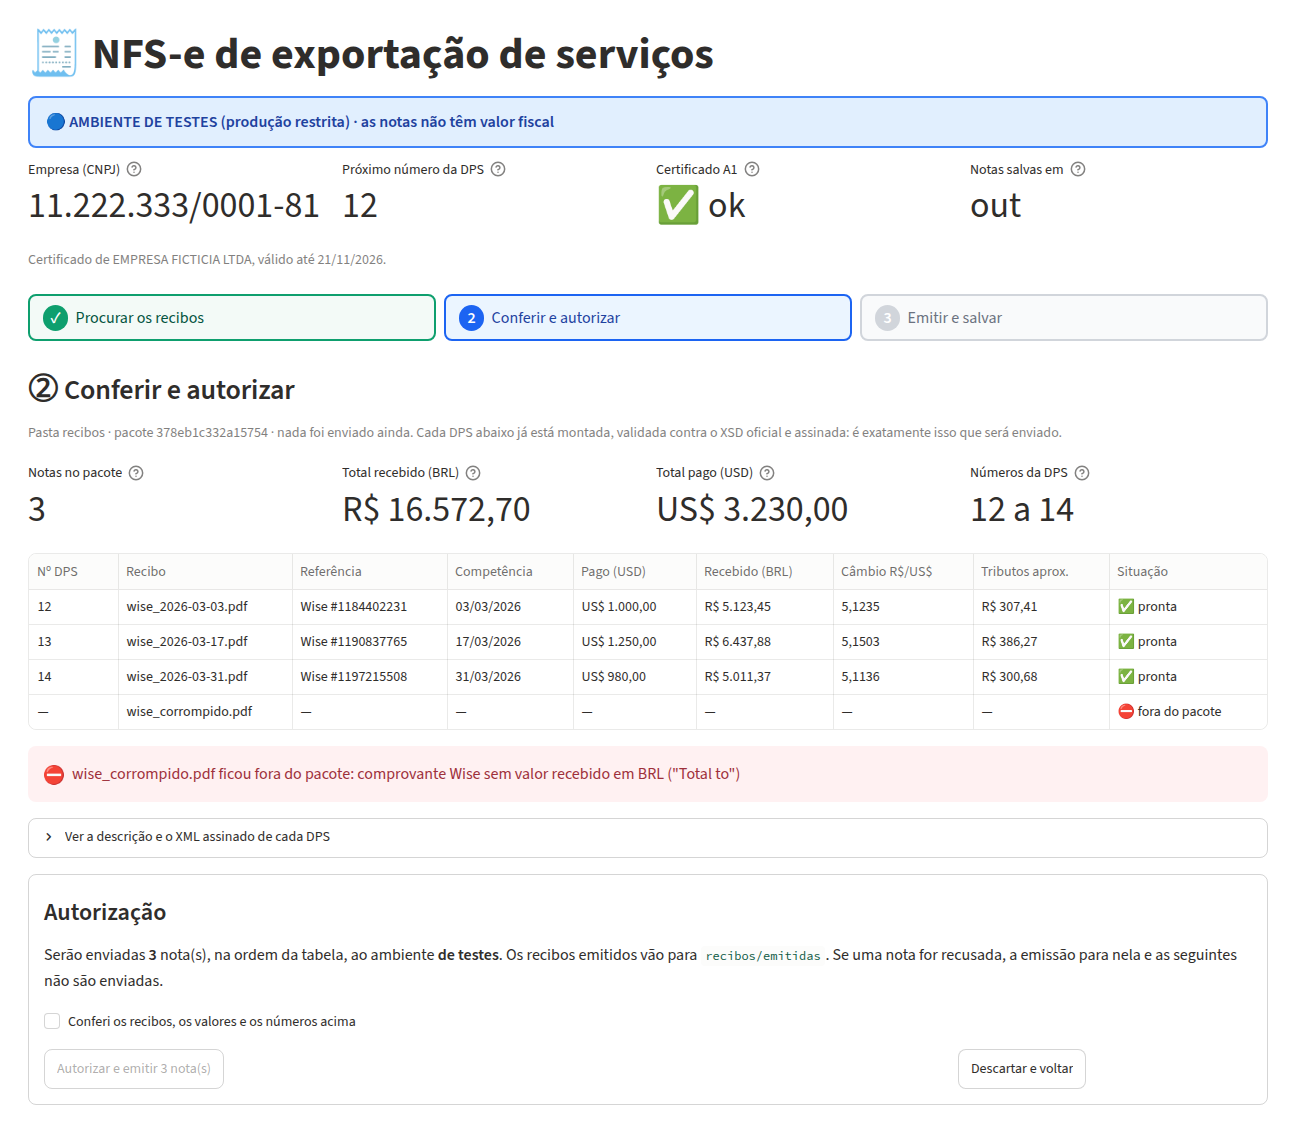 NFS-e de exportação de serviços
AMBIENTE DE TESTES (produção restrita) · as notas não têm valor fiscal
Empresa (CNPJ) Próximo número da DPS Certificado A1 Notas salvas em
11.222.333/0001-81 12 ✅ ok out
Certificado de EMPRESA FICTICIA LTDA, válido até 21/11/2026.
✓ Procurar os recibos 2 Conferir e autorizar 3 Emitir e salvar
② Conferir e autorizar
Pasta recibos · pacote 378eb1c332a15754 · nada foi enviado ainda. Cada DPS abaixo já está montada, validada contra o XSD oficial e assinada: é exatamente isso que será enviado.
Notas no pacote Total recebido (BRL) Total pago (USD) Números da DPS
3 R$ 16.572,70 US$ 3.230,00 12 a 14
Nº DPS Recibo Referência Competência Pago (USD) Recebido (BRL) Câmbio R$/US$ Tributos aprox. Situação
12 wise_2026-03-03.pdf Wise #1184402231 03/03/2026 US$ 1.000,00 R$ 5.123,45 5,1235 R$ 307,41 ✅ pronta
13 wise_2026-03-17.pdf Wise #1190837765 17/03/2026 US$ 1.250,00 R$ 6.437,88 5,1503 R$ 386,27 ✅ pronta
14 wise_2026-03-31.pdf Wise #1197215508 31/03/2026 US$ 980,00 R$ 5.011,37 5,1136 R$ 300,68 ✅ pronta
— wise_corrompido.pdf — — — — — — ⛔ fora do pacote
⛔ wise_corrompido.pdf ficou fora do pacote: comprovante Wise sem valor recebido em BRL ("Total to")
Ver a descrição e o XML assinado de cada DPS
Autorização
Serão enviadas 3 nota(s), na ordem da tabela, ao ambiente de testes. Os recibos emitidos vão para recibos/emitidas . Se uma nota for recusada, a emissão para nela e as seguintes
não são enviadas.
Conferi os recibos, os valores e os números acima
Autorizar e emitir 3 nota(s) Descartar e voltar